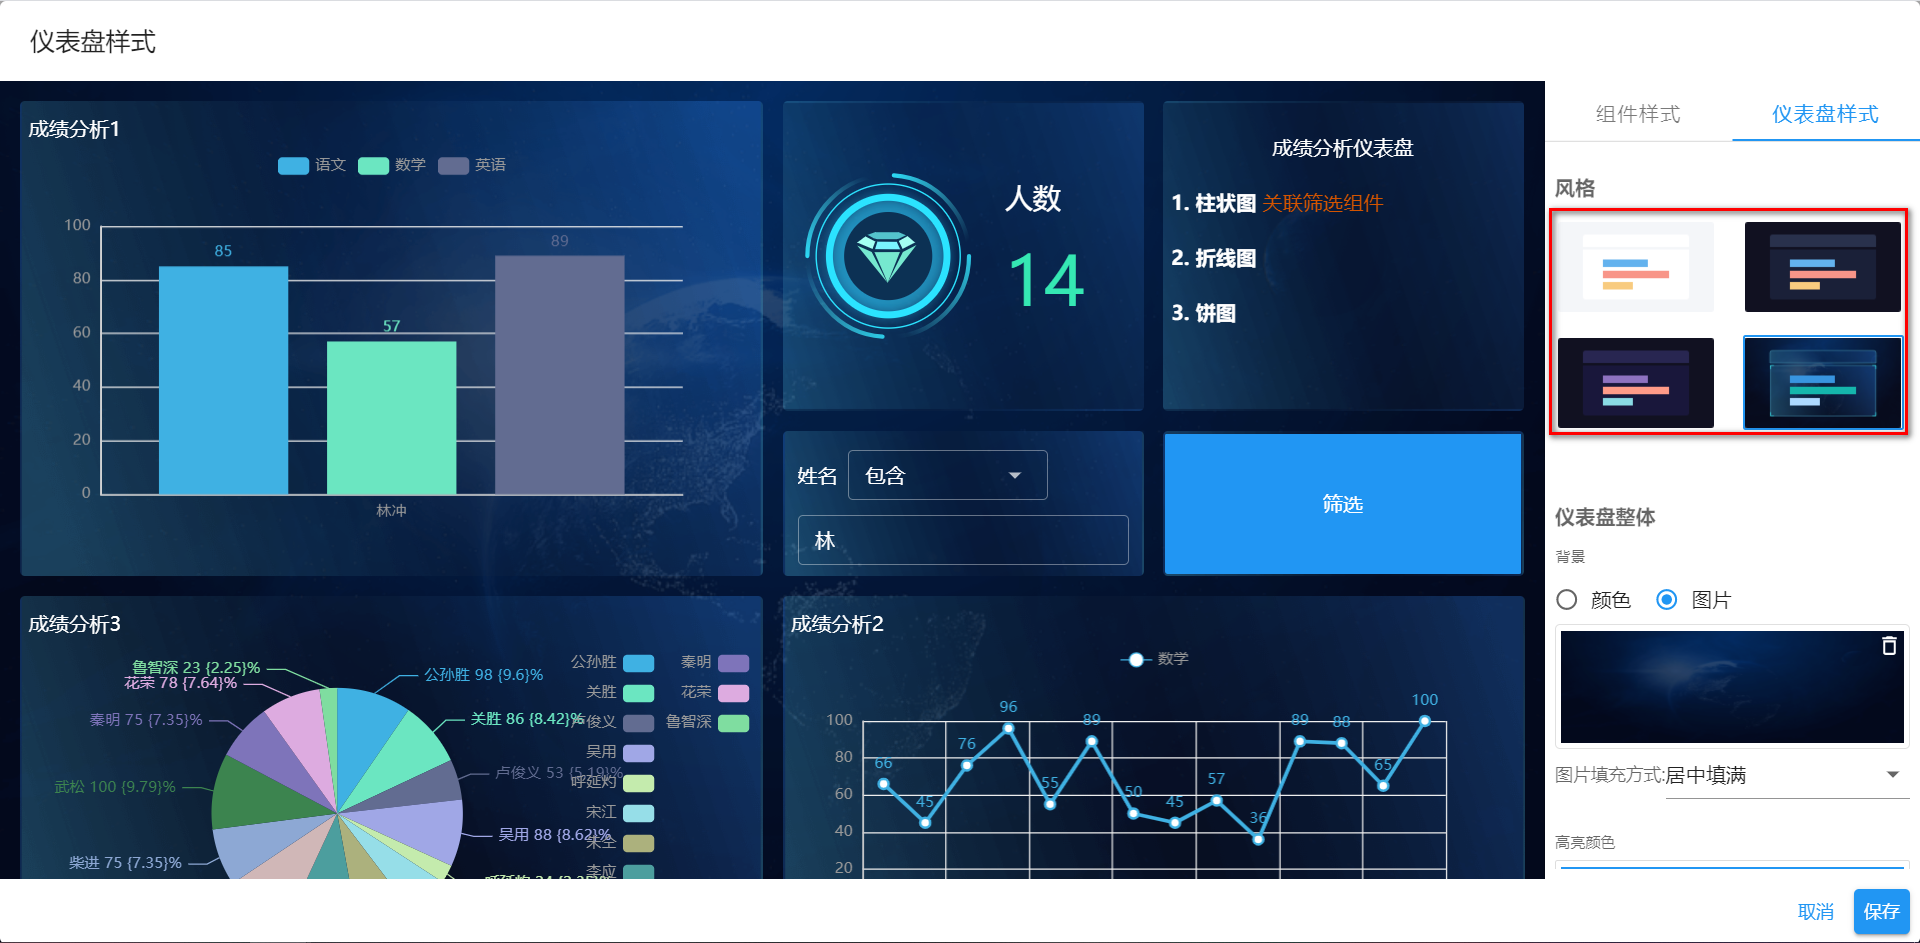 仪表盘样式
成绩分析1
语文 数学 英语
100
80
60
40
20
0
85
57
89
林冲
人数
14
成绩分析仪表盘
1. 柱状图 关联筛选组件
2. 折线图
3. 饼图
姓名 包含
林
筛选
成绩分析3
鲁智深 23 {2.25}%
花荣 78 {7.64}%
秦明 75 {7.35}%
武松 100 {9.79}%
柴进 75 {7.35}%
公孙胜 98 {9.6}%
关胜 86 {8.42}%
卢俊义 53 {5.19}%
吴用 88 {8.62}%
公孙胜 秦明
关胜 花荣
俊义 鲁智深
吴用
呼延灼
宋江
朱仝
李应
成绩分析2
数学
100
80
60
40
20
66
45
76
96
55
89
50
45
57
36
89
88
65
100
组件样式 仪表盘样式
风格
仪表盘整体
背景
颜色 图片
图片填充方式:居中填满
高亮颜色
取消 保存